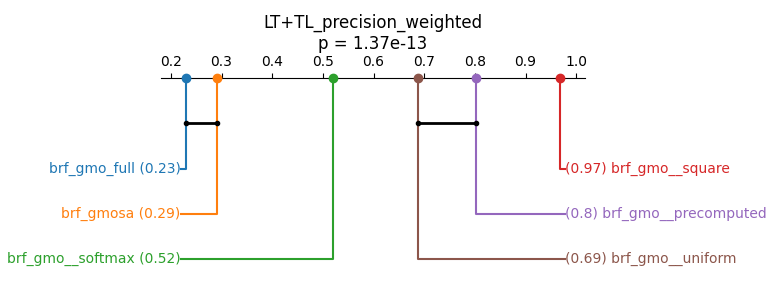 LT+TL_precision_weighted
p = 1.37e-13
0.2 0.3 0.4 0.5 0.6 0.7 0.8 0.9 1.0
brf_gmo_full (0.23) (0.97) brf_gmo__square
brf_gmosa (0.29) (0.8) brf_gmo__precomputed
brf_gmo__softmax (0.52) (0.69) brf_gmo__uniform